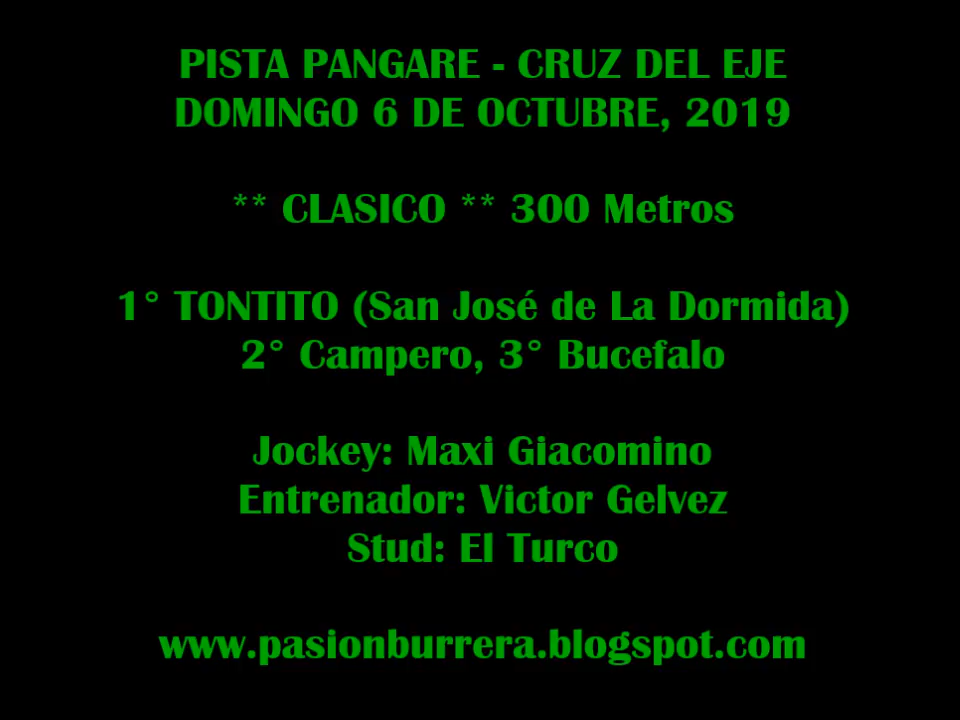 PISTA PANGARE - CRUZ DEL EJE
DOMINGO 6 DE OCTUBRE, 2019
** CLASICO ** 300 Metros
1° TONTITO (San José de La Dormida)
2° Campero, 3° Bucefalo
Jockey: Maxi Giacomino
Entrenador: Victor Gelvez
Stud: El Turco
www.pasionburrera.blogspot.com